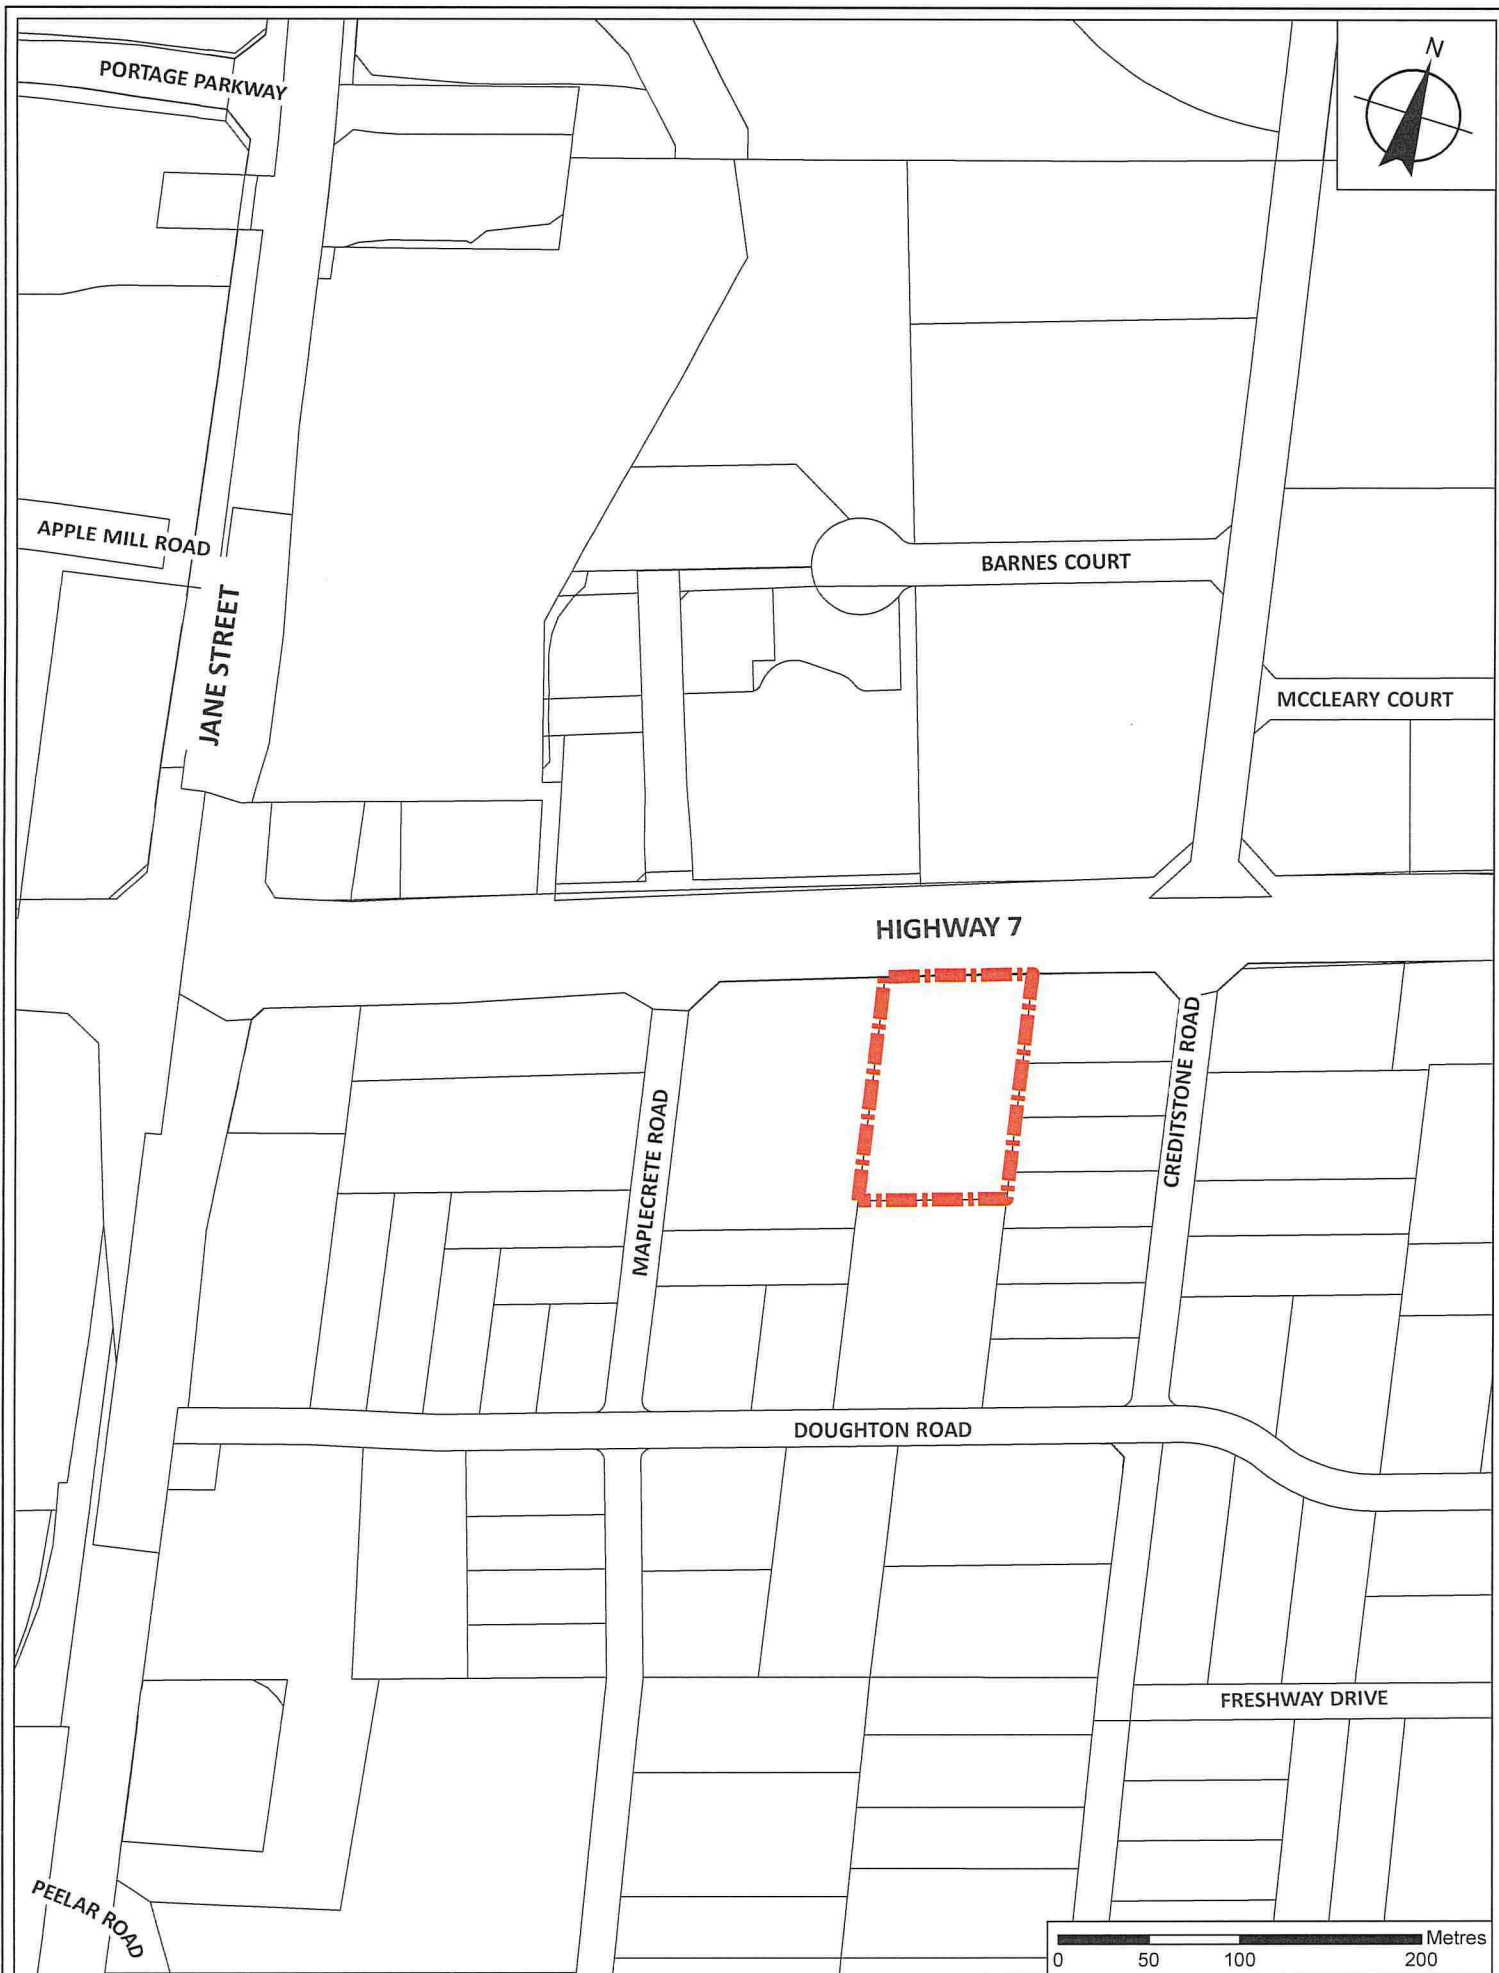 N
PORTAGE PARKWAY
APPLE MILL ROAD
BARNES COURT
JANE STREET
MCCLEARY COURT
HIGHWAY 7
CREDITSTONE ROAD
MAPLECRETE ROAD
DOUGHTON ROAD
FRESHWAY DRIVE
PEELAR ROAD
Metres
0 50 100 200